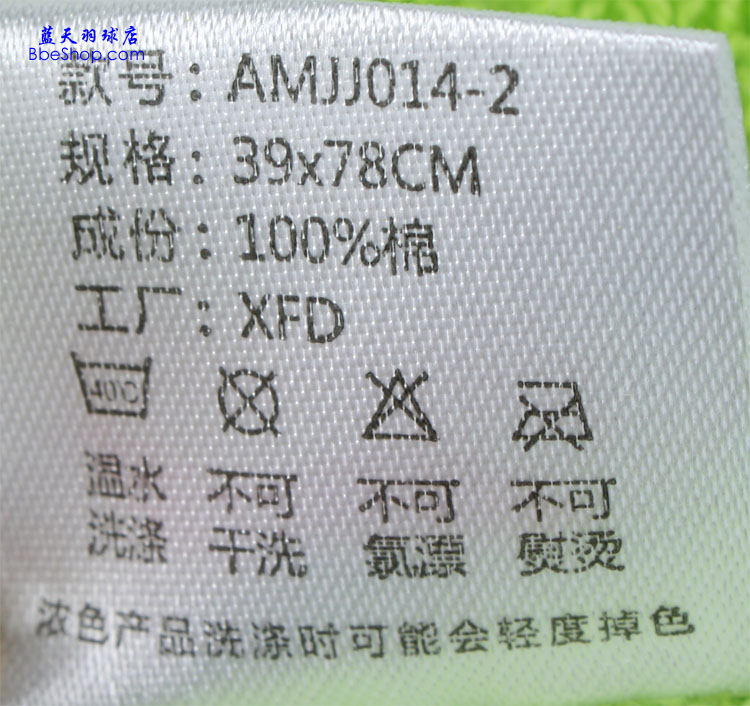 蓝天羽球店
BbeShop.com
款号：AMJJ014-2
规格：39x78CM
成份：100%棉
工厂：XFD
40C
温水 不可 不可 不可
洗涤 干洗 氯漂 熨烫
浓色产品洗涤时可能会轻度掉色